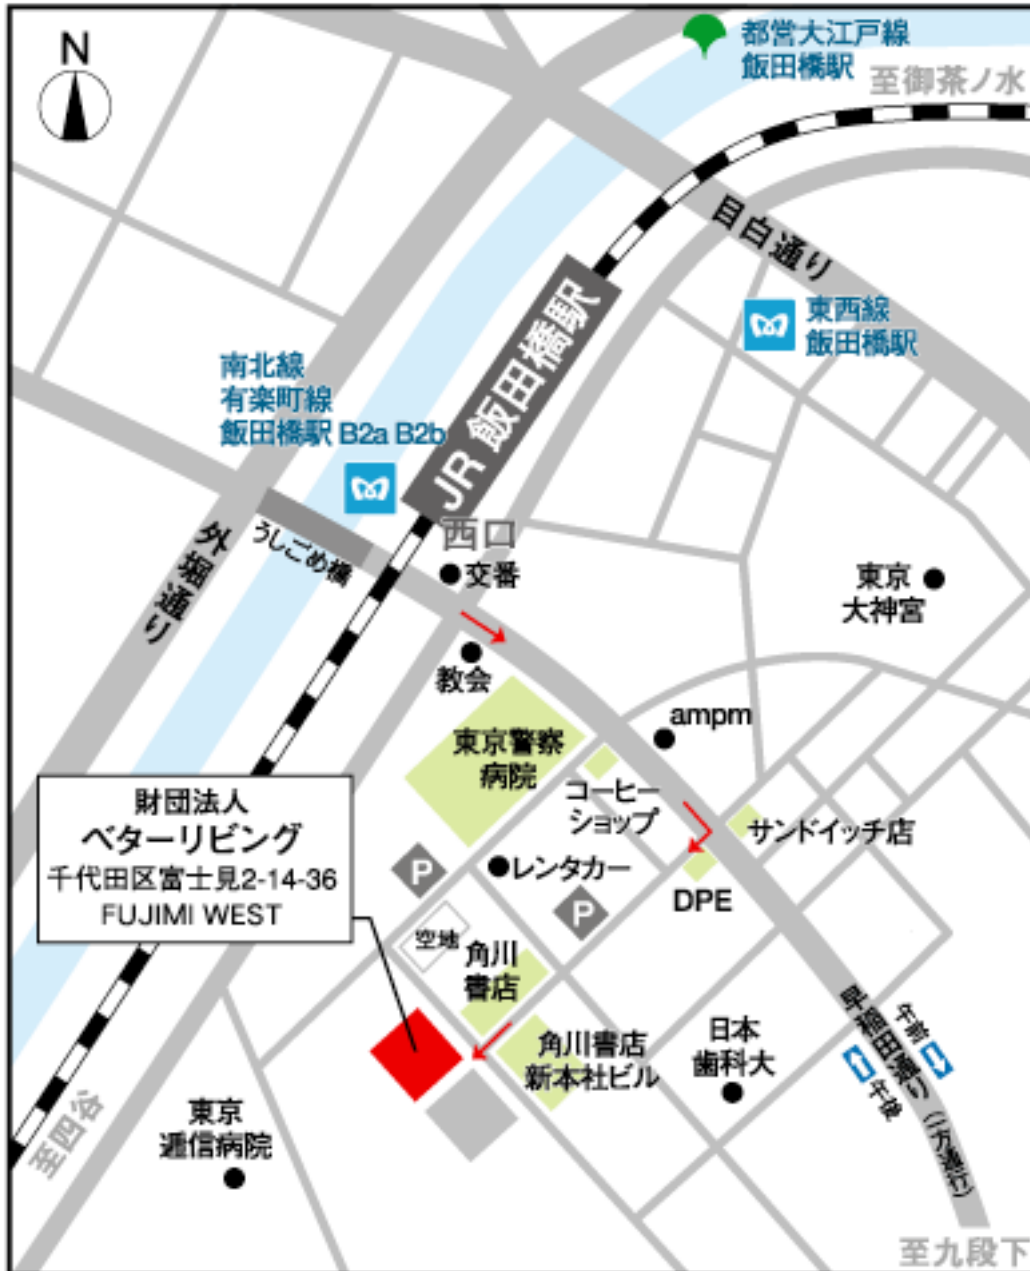 N
都営大江戸線
飯田橋駅
至御茶ノ水
目白通り
東西線
飯田橋駅
JR 飯田橋駅
南北線
有楽町線
飯田橋駅 B2a B2b
西口
うしごめ橋
外堀通り
交番
東京
大神宮
教会
ampm
東京警察
病院
コーヒー
ショップ
サンドイッチ店
財団法人
ベターリビング
千代田区富士見2-14-36
FUJIMI WEST
P
レンタカー
P
DPE
空地
角川
書店
角川書店
新本社ビル
日本
歯科大
早稲田通り(一方通行)
午前
午後
東京
逓信病院
至四谷
至九段下